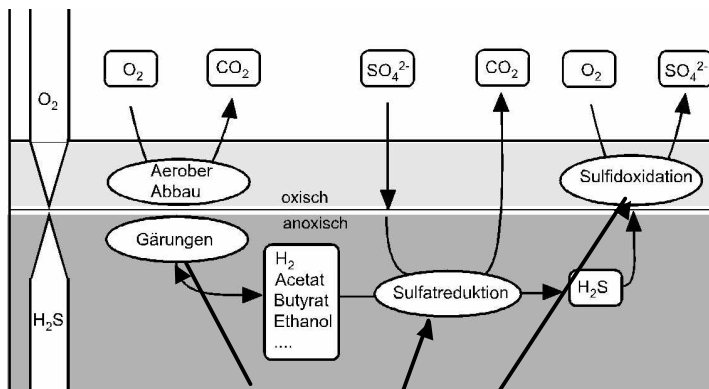 O₂
CO₂
SO₄²⁻
CO₂
O₂
SO₄²⁻
O₂
Aerober
Abbau
Sulfidoxidation
oxisch
anoxisch
Gärungen
H₂
Acetat
Butyrat
Ethanol
....
Sulfatreduktion
H₂S
H₂S